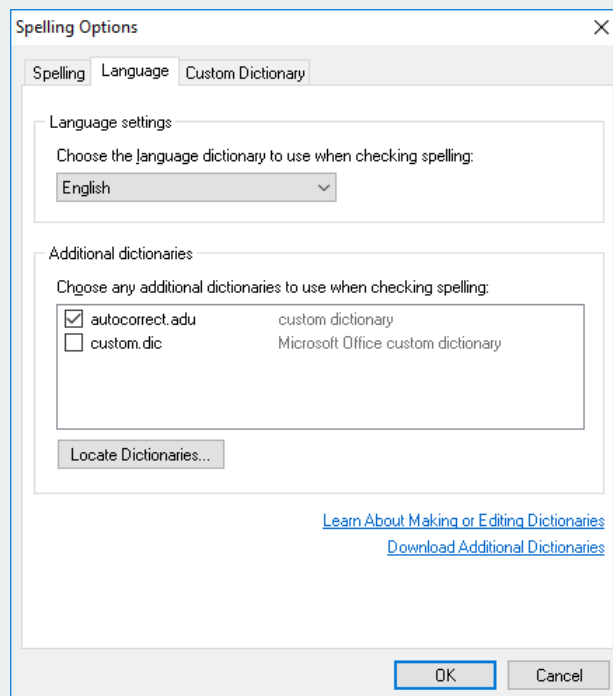 Spelling Options
Spelling Language Custom Dictionary
Language settings
Choose the language dictionary to use when checking spelling:
English
Additional dictionaries
Choose any additional dictionaries to use when checking spelling:
autocorrect.adu custom dictionary
custom.dic Microsoft Office custom dictionary
Locate Dictionaries...
Learn About Making or Editing Dictionaries
Download Additional Dictionaries
OK Cancel